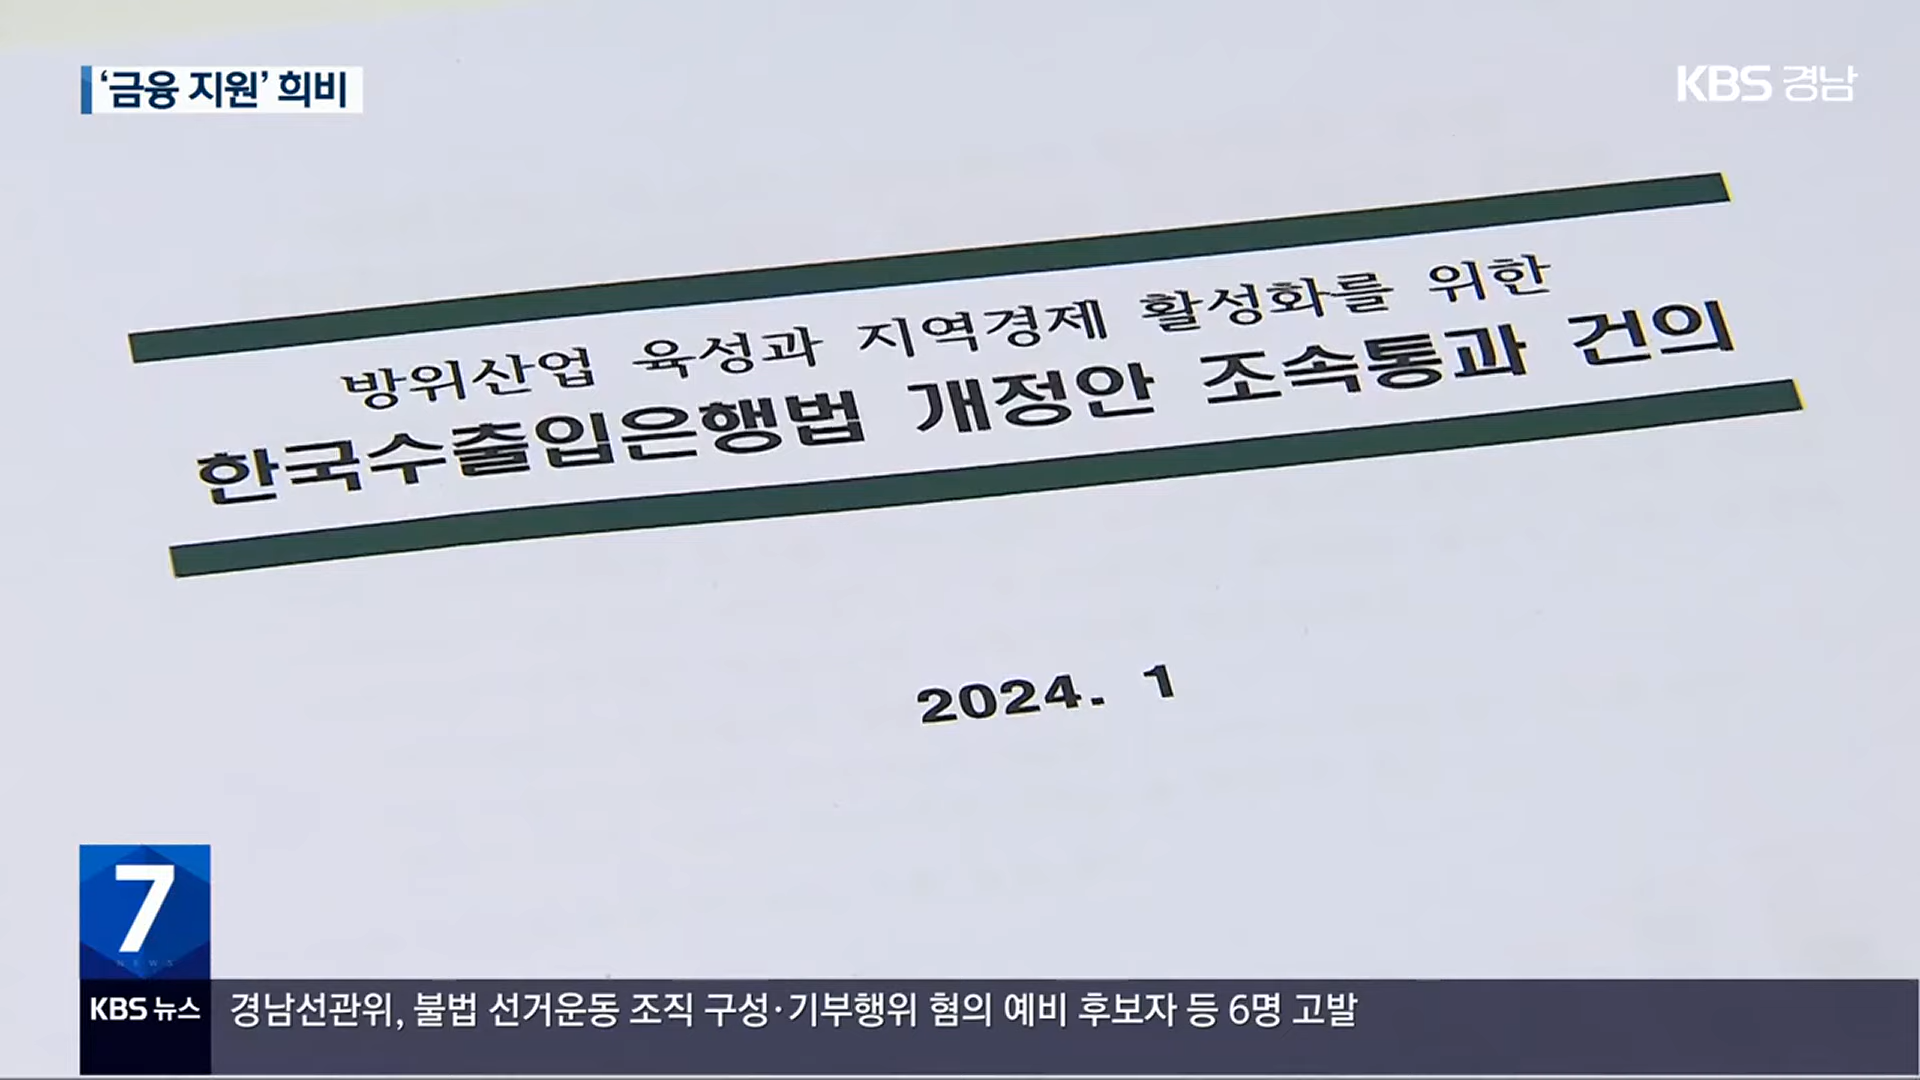 ‘금융 지원’ 희비
KBS 경남
방위산업 육성과 지역경제 활성화를 위한
한국수출입은행법 개정안 조속통과 건의
2024. 1
7
NEWS
KBS 뉴스
경남선관위, 불법 선거운동 조직 구성·기부행위 혐의 예비 후보자 등 6명 고발